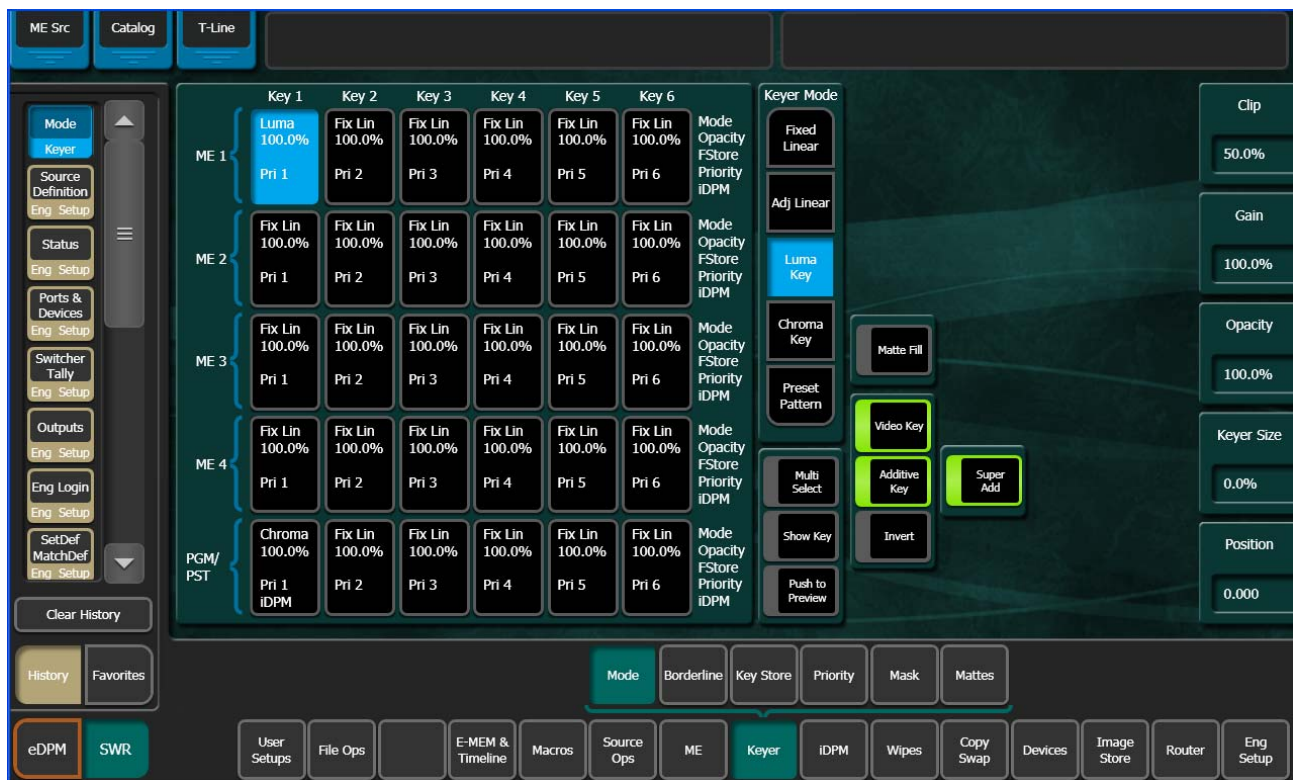 ME Src
Catalog
T-Line
Mode
Keyer
Source
Definition
Eng Setup
Status
Eng Setup
Ports &
Devices
Eng Setup
Switcher
Tally
Eng Setup
Outputs
Eng Setup
Eng Login
Eng Setup
SetDef
MatchDef
Eng Setup
Clear History
History
Favorites
Key 1 Key 2 Key 3 Key 4 Key 5 Key 6
ME 1
Luma Fix Lin Fix Lin Fix Lin Fix Lin Fix Lin Mode
100.0% 100.0% 100.0% 100.0% 100.0% 100.0% Opacity
FStore
Pri 1 Pri 2 Pri 3 Pri 4 Pri 5 Pri 6 Priority
iDPM
ME 2
Fix Lin Fix Lin Fix Lin Fix Lin Fix Lin Fix Lin Mode
100.0% 100.0% 100.0% 100.0% 100.0% 100.0% Opacity
FStore
Pri 1 Pri 2 Pri 3 Pri 4 Pri 5 Pri 6 Priority
iDPM
ME 3
Fix Lin Fix Lin Fix Lin Fix Lin Fix Lin Fix Lin Mode
100.0% 100.0% 100.0% 100.0% 100.0% 100.0% Opacity
FStore
Pri 1 Pri 2 Pri 3 Pri 4 Pri 5 Pri 6 Priority
iDPM
ME 4
Fix Lin Fix Lin Fix Lin Fix Lin Fix Lin Fix Lin Mode
100.0% 100.0% 100.0% 100.0% 100.0% 100.0% Opacity
FStore
Pri 1 Pri 2 Pri 3 Pri 4 Pri 5 Pri 6 Priority
iDPM
PGM/
PST
Chroma Fix Lin Fix Lin Fix Lin Fix Lin Fix Lin Mode
100.0% 100.0% 100.0% 100.0% 100.0% 100.0% Opacity
FStore
Pri 1 Pri 2 Pri 3 Pri 4 Pri 5 Pri 6 Priority
iDPM iDPM
Keyer Mode
Fixed
Linear
Adj Linear
Luma
Key
Chroma
Key
Preset
Pattern
Multi
Select
Show Key
Push to
Preview
Matte Fill
Video Key
Additive
Key
Invert
Super
Add
Clip
50.0%
Gain
100.0%
Opacity
100.0%
Keyer Size
0.0%
Position
0.000
Mode
Borderline
Key Store
Priority
Mask
Mattes
eDPM
SWR
User
Setups
File Ops
E-MEM &
Timeline
Macros
Source
Ops
ME
Keyer
iDPM
Wipes
Copy
Swap
Devices
Image
Store
Router
Eng
Setup